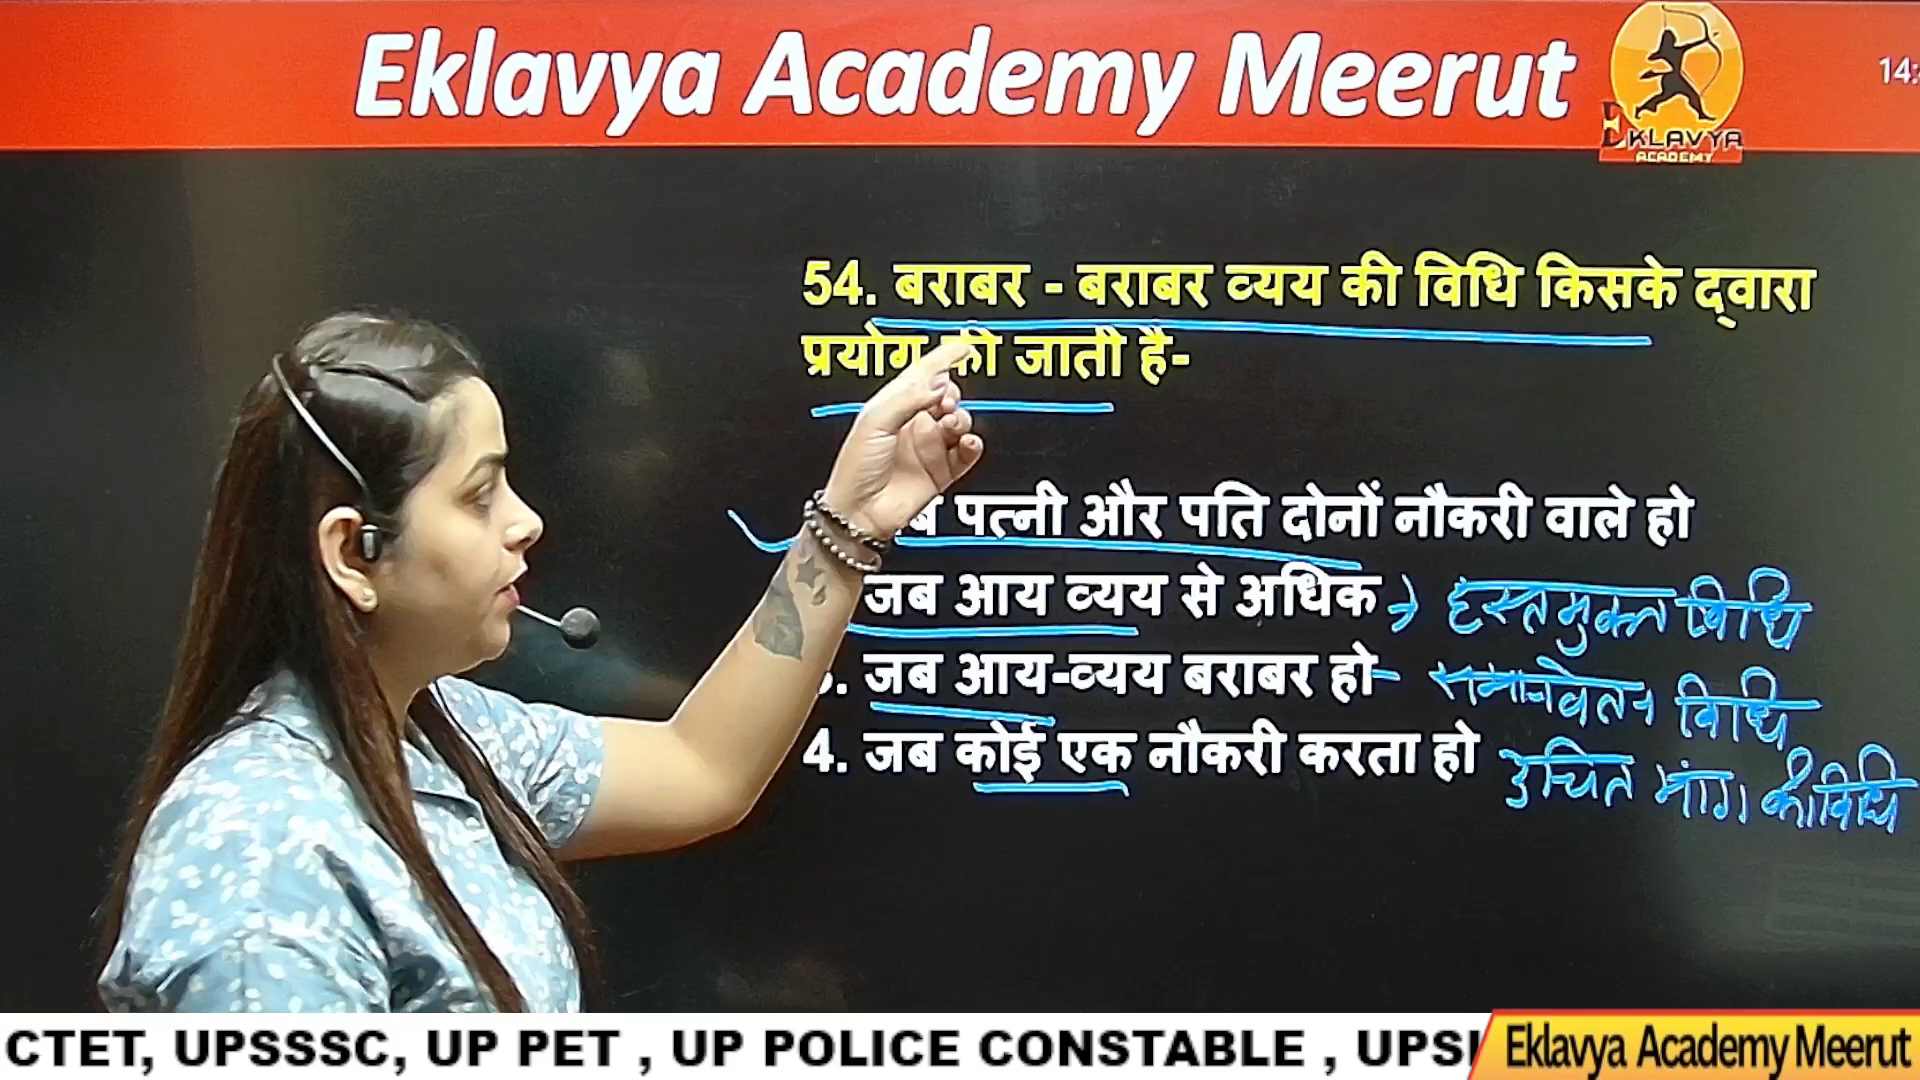 Eklavya Academy Meerut
EKLAVYA
ACADEMY
14:
54. बराबर - बराबर व्यय की विधि किसके द्वारा
प्रयोग की जाती है-
पत्नी और पति दोनों नौकरी वाले हो
जब आय व्यय से अधिक → हस्तमुक्त विधि
जब आय-व्यय बराबर हो - समानवेतन विधि
4. जब कोई एक नौकरी करता हो उचित मांग की विधि
CTET, UPSSSC, UP PET , UP POLICE CONSTABLE , UPSI
Eklavya Academy Meerut